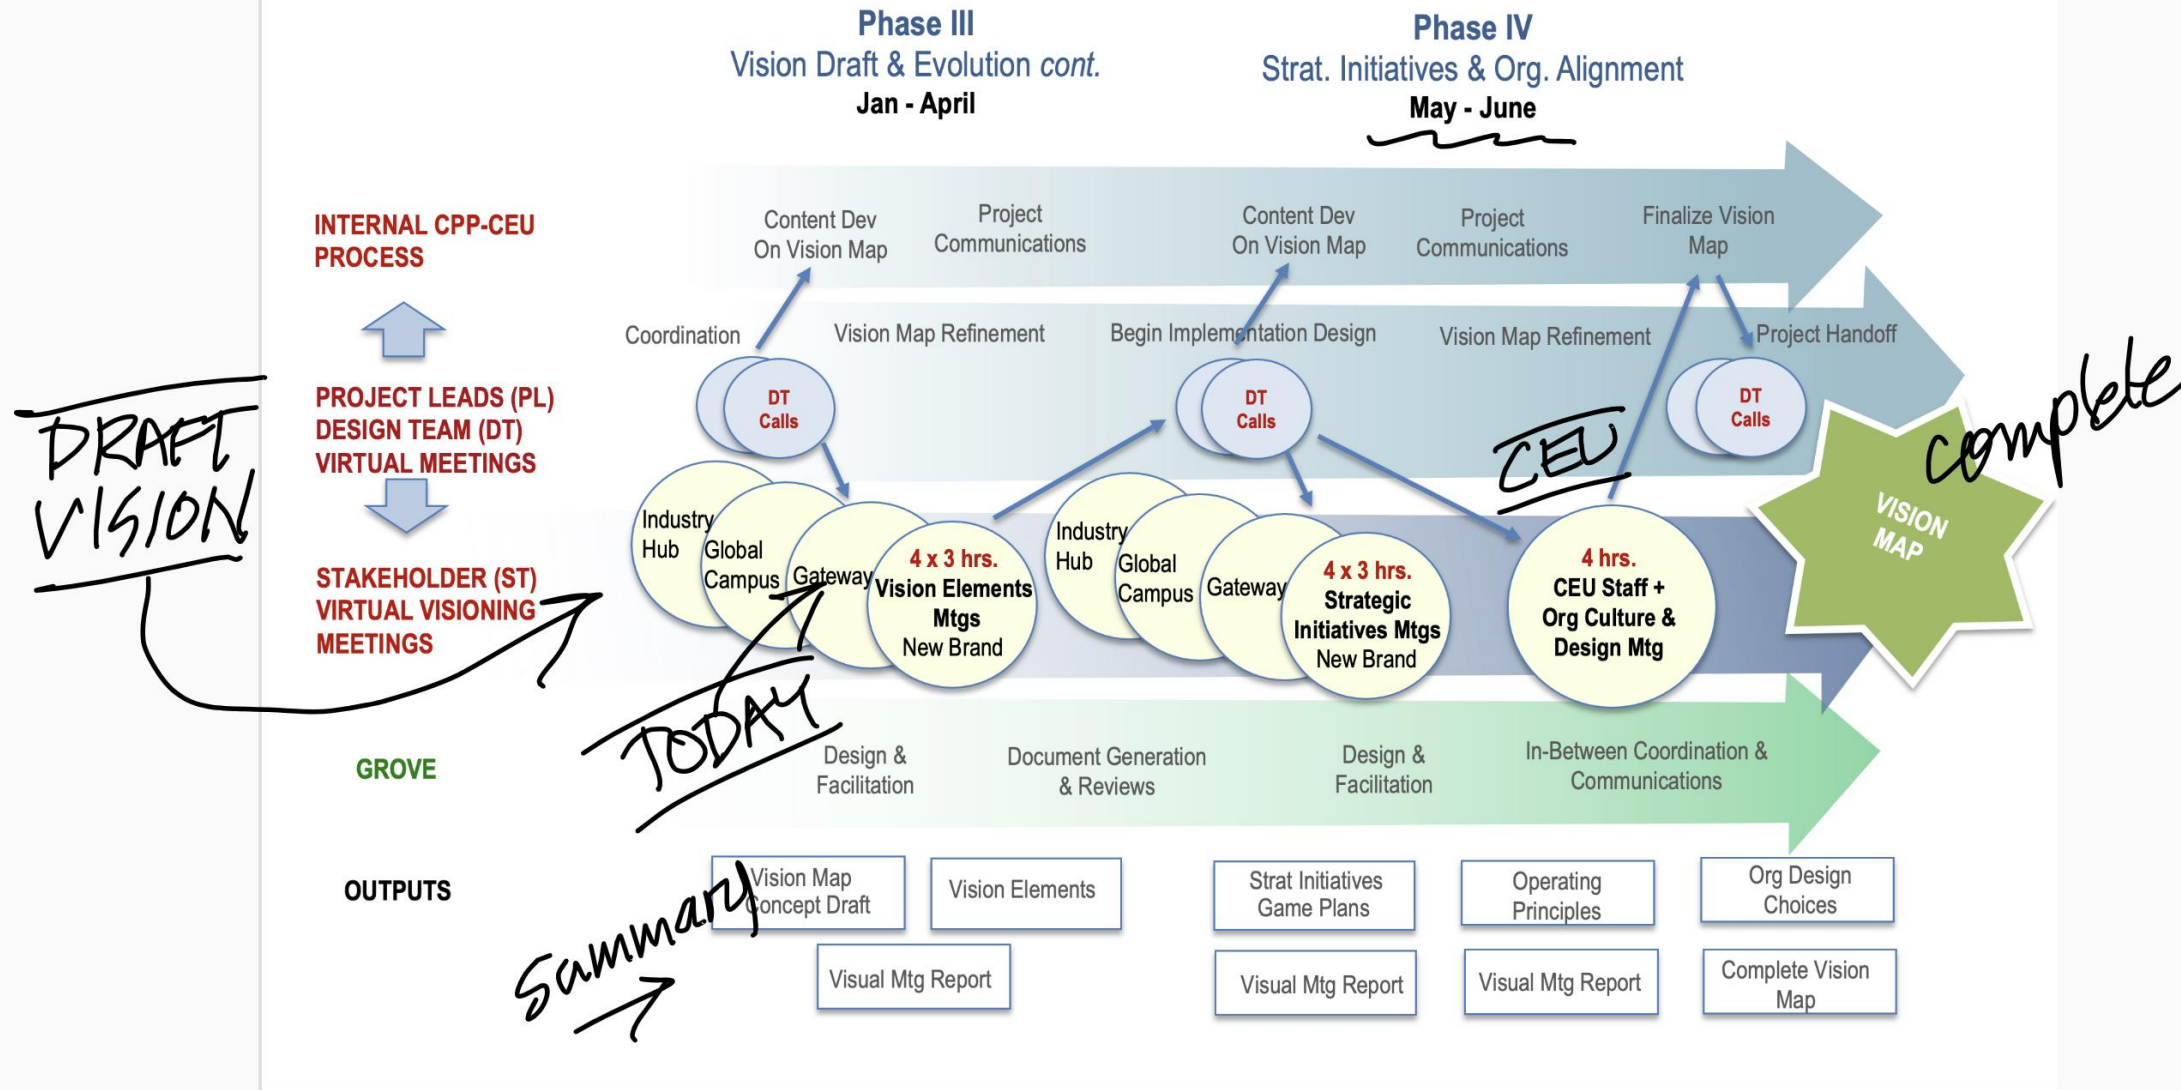 Phase III
Vision Draft & Evolution cont.
Jan - April
Phase IV
Strat. Initiatives & Org. Alignment
May - June
INTERNAL CPP-CEU
PROCESS
Content Dev
On Vision Map
Project
Communications
Content Dev
On Vision Map
Project
Communications
Finalize Vision
Map
Coordination
Vision Map Refinement
Begin Implementation Design
Vision Map Refinement
Project Handoff
PROJECT LEADS (PL)
DESIGN TEAM (DT)
VIRTUAL MEETINGS
DT
Calls
DT
Calls
DT
Calls
DRAFT
VISION
CEU
Complete
VISION
MAP
STAKEHOLDER (ST)
VIRTUAL VISIONING
MEETINGS
Industry
Hub
Global
Campus
Gateway
4 x 3 hrs.
Vision Elements
Mtgs
New Brand
Industry
Hub
Global
Campus
Gateway
4 x 3 hrs.
Strategic
Initiatives Mtgs
New Brand
4 hrs.
CEU Staff +
Org Culture &
Design Mtg
TODAY
GROVE
Design &
Facilitation
Document Generation
& Reviews
Design &
Facilitation
In-Between Coordination &
Communications
OUTPUTS
Summary
Vision Map
Concept Draft
Vision Elements
Strat Initiatives
Game Plans
Operating
Principles
Org Design
Choices
Visual Mtg Report
Visual Mtg Report
Visual Mtg Report
Complete Vision
Map